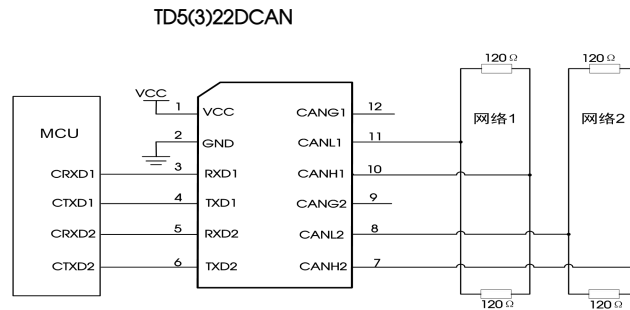 TD5(3)22DCAN
120Ω 120Ω
VCC
MCU
CRXD1
CTXD1
CRXD2
CTXD2
1 VCC
2 GND
3 RXD1
4 TXD1
5 RXD2
6 TXD2
CANG1 12
CANL1 11
CANH1 10
CANG2 9
CANL2 8
CANH2 7
网络1 网络2
120Ω 120Ω